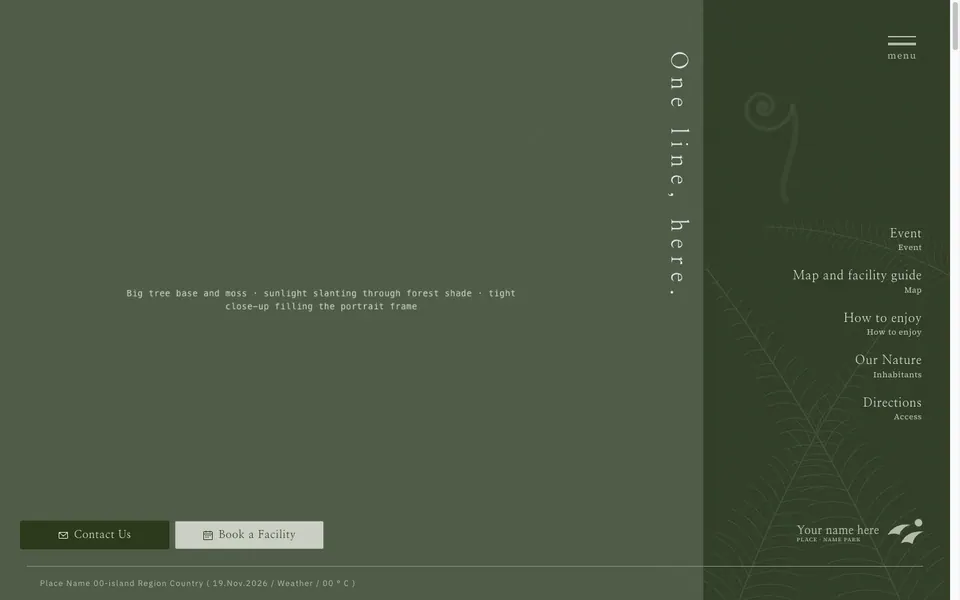 menu
One line, here.
Event
Event
Map and facility guide
Map
How to enjoy
How to enjoy
Our Nature
Inhabitants
Directions
Access
Big tree base and moss · sunlight slanting through forest shade · tight
close-up filling the portrait frame
Contact Us
Book a Facility
Your name here
PLACE · NAME PARK
Place Name 00-island Region Country ( 19.Nov.2026 / Weather / 00 ° C )